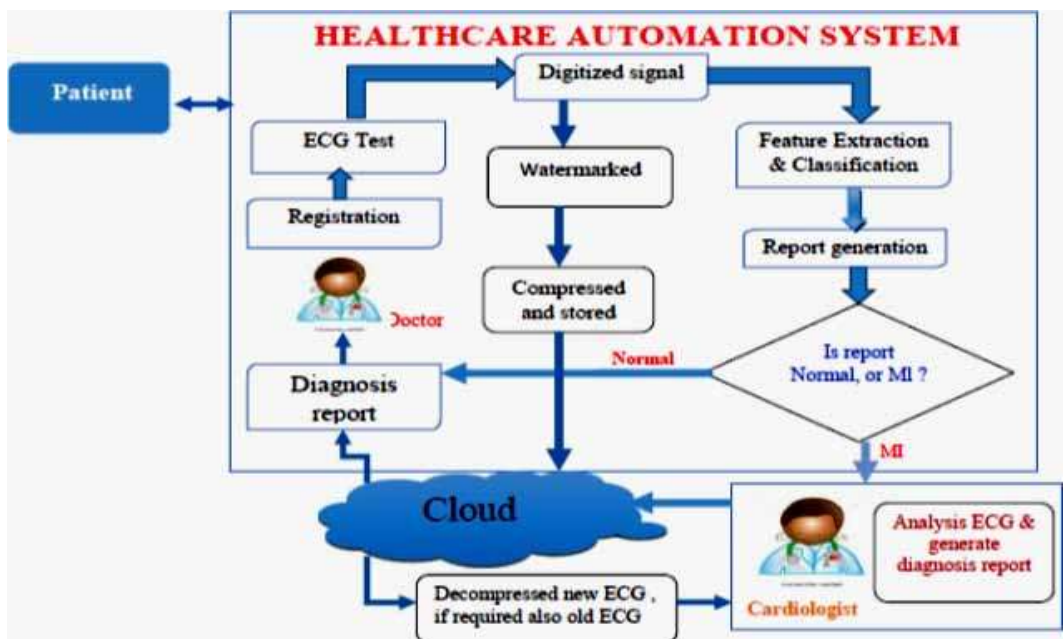 HEALTHCARE AUTOMATION SYSTEM
Patient
Digitized signal
ECG Test
Watermarked
Feature Extraction
& Classification
Registration
Report generation
Compressed
and stored
Doctor
Normal
Is report
Normal, or MI ?
Diagnosis
report
MI
Cloud
Analysis ECG &
generate
diagnosis report
Decompressed new ECG ,
if required also old ECG
Cardiologist